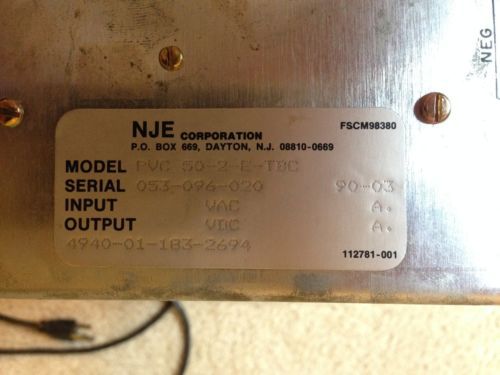 NEG
NJE CORPORATION FSCM98380
P.O. BOX 669, DAYTON, N.J. 08810-0669
MODEL PVC 50-2-E-TBC
SERIAL 053-096-020 90-03
INPUT VAC A.
OUTPUT VDC A.
4940-01-183-2694 112781-001